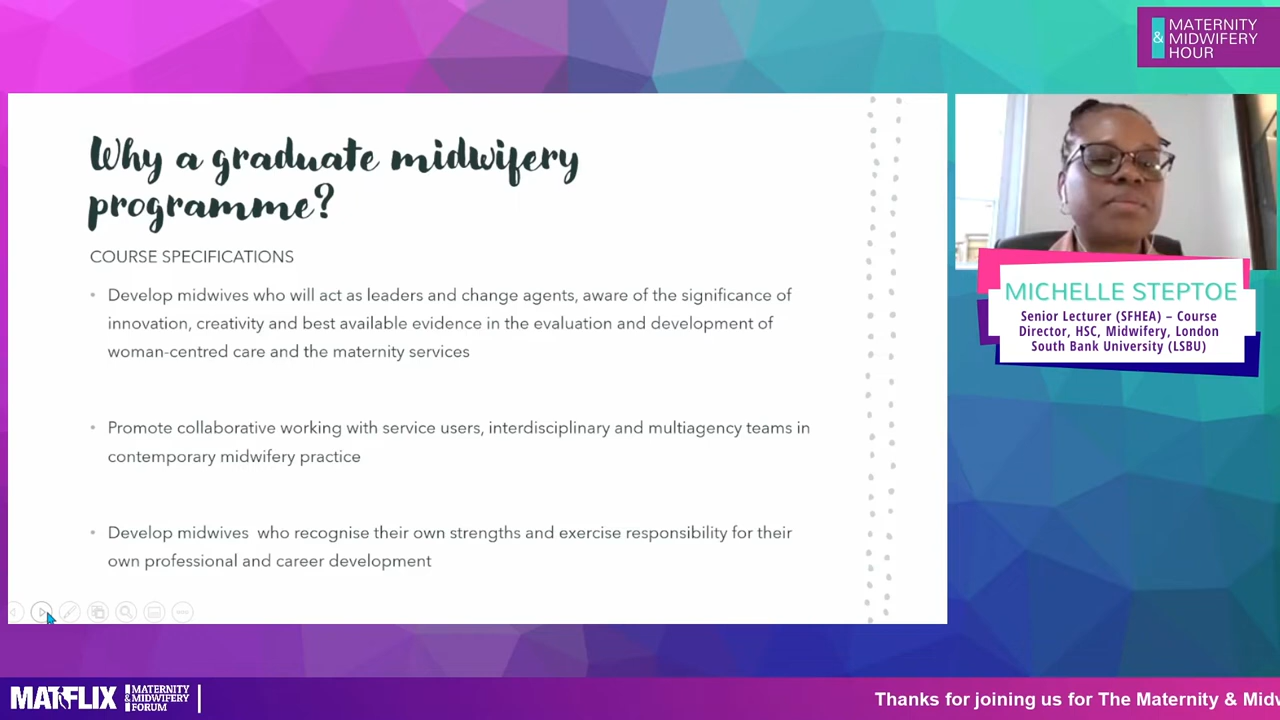 MATERNITY
& MIDWIFERY
HOUR
Why a graduate midwifery
programme?
COURSE SPECIFICATIONS
• Develop midwives who will act as leaders and change agents, aware of the significance of
innovation, creativity and best available evidence in the evaluation and development of
woman-centred care and the maternity services
• Promote collaborative working with service users, interdisciplinary and multiagency teams in
contemporary midwifery practice
• Develop midwives who recognise their own strengths and exercise responsibility for their
own professional and career development
MICHELLE STEPTOE
Senior Lecturer (SFHEA) – Course
Director, HSC, Midwifery, London
South Bank University (LSBU)
MATFLIX
MATERNITY
& MIDWIFERY
FORUM
Thanks for joining us for The Maternity & Midw